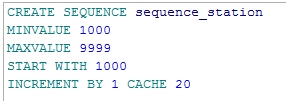 CREATE SEQUENCE sequence_station
MINVALUE 1000
MAXVALUE 9999
START WITH 1000
INCREMENT BY 1 CACHE 20